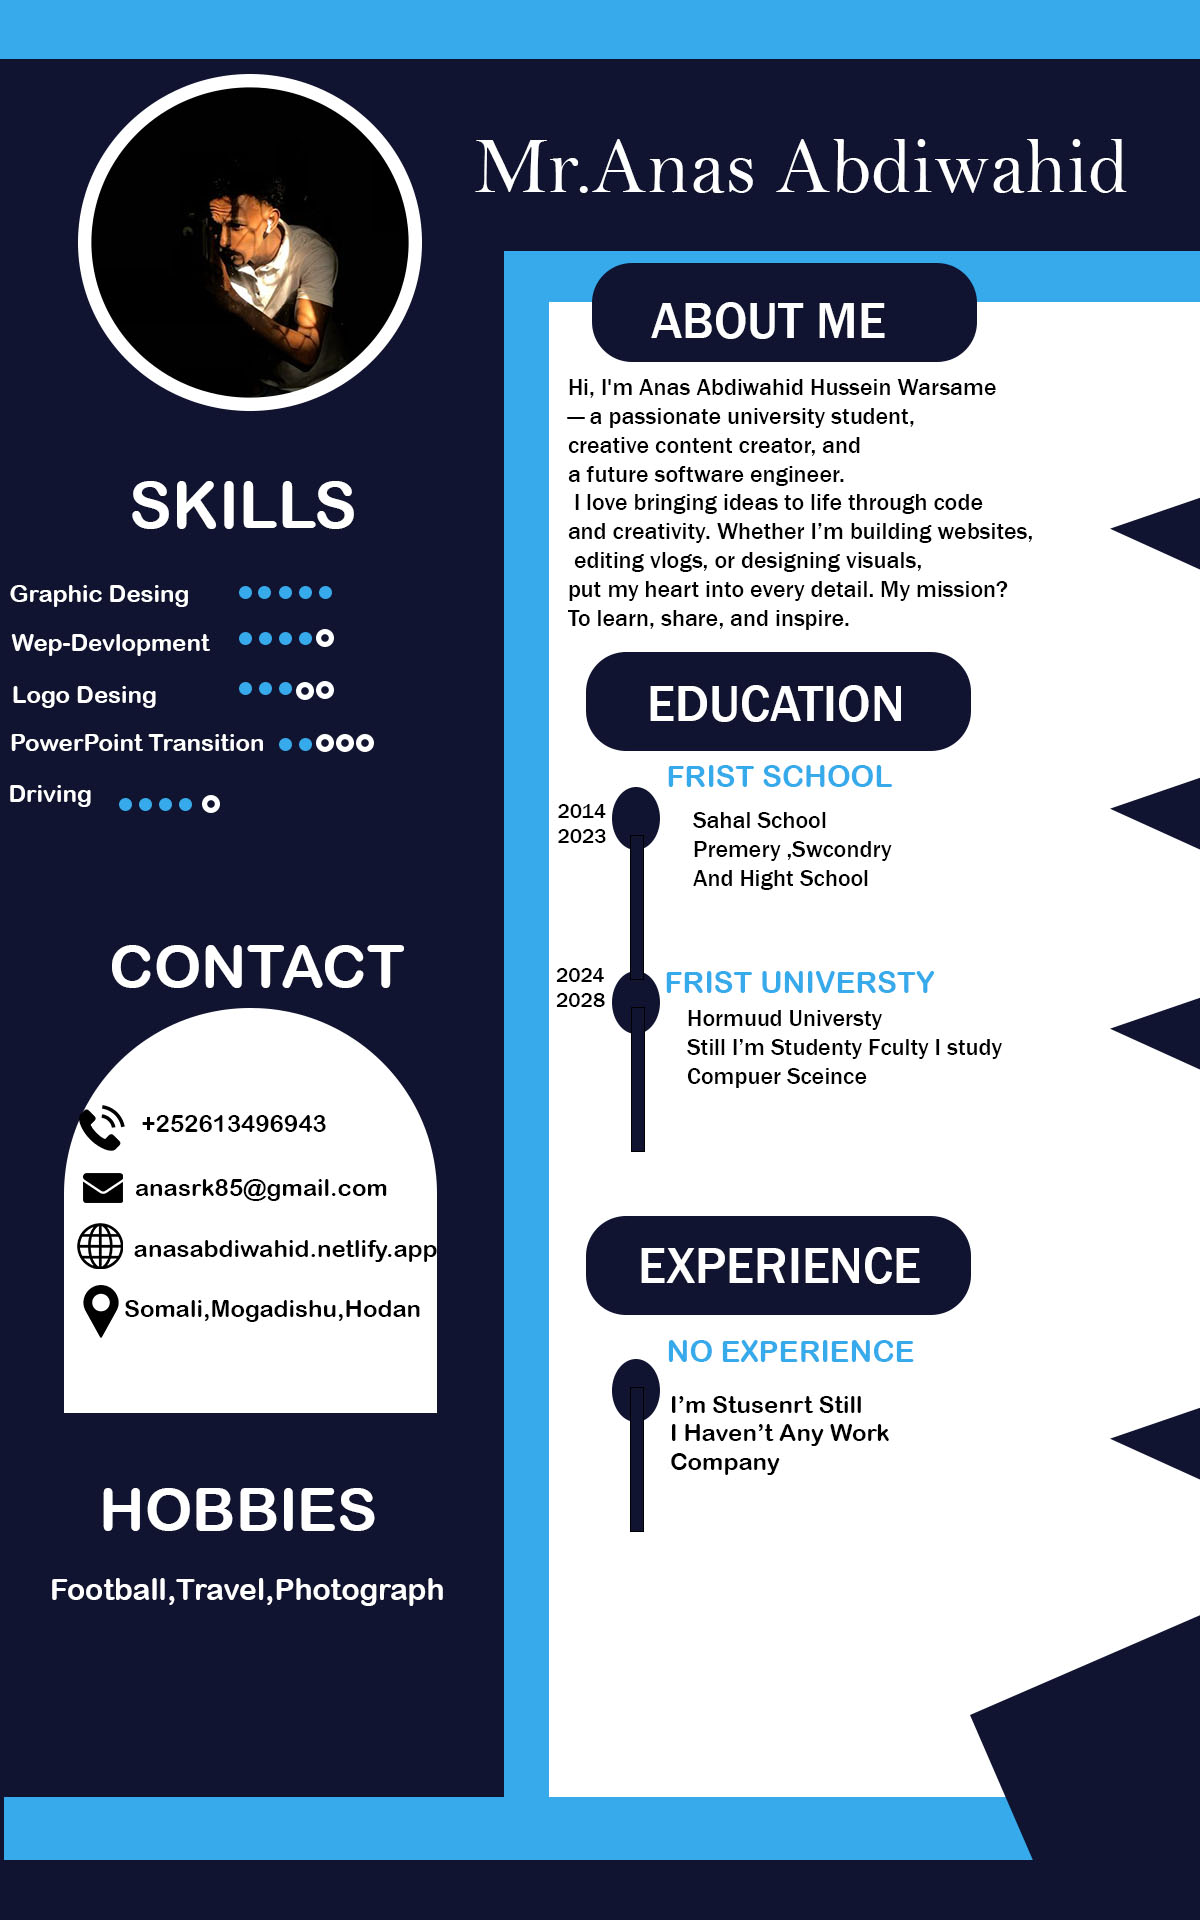 Mr.Anas Abdiwahid
SKILLS
Graphic Desing
Wep-Devlopment
Logo Desing
PowerPoint Transition
Driving
CONTACT
+252613496943
anasrk85@gmail.com
anasabdiwahid.netlify.app
Somali,Mogadishu,Hodan
HOBBIES
Football,Travel,Photograph
ABOUT ME
Hi, I'm Anas Abdiwahid Hussein Warsame
— a passionate university student,
creative content creator, and
a future software engineer.
I love bringing ideas to life through code
and creativity. Whether I’m building websites,
editing vlogs, or designing visuals,
put my heart into every detail. My mission?
To learn, share, and inspire.
EDUCATION
FRIST SCHOOL
2014
2023
Sahal School
Premery ,Swcondry
And Hight School
2024
2028
FRIST UNIVERSTY
Hormuud Universty
Still I’m Studenty Fculty I study
Compuer Sceince
EXPERIENCE
NO EXPERIENCE
I’m Stusenrt Still
I Haven’t Any Work
Company